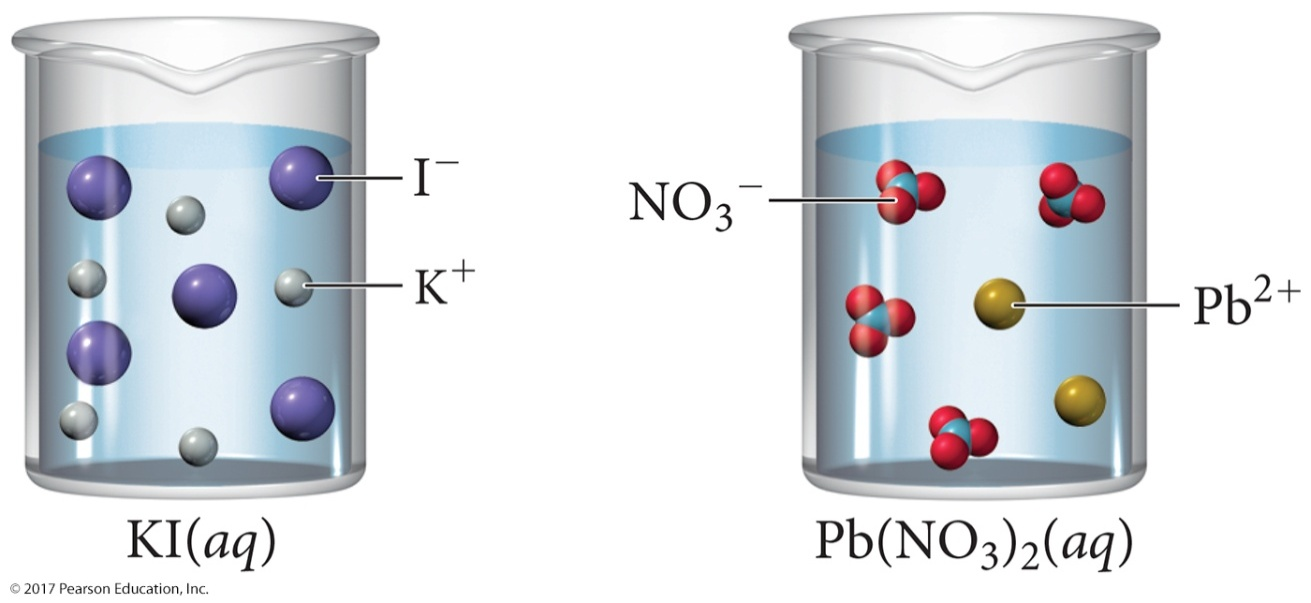 I⁻
K⁺
KI(aq)
NO₃⁻
Pb²⁺
Pb(NO₃)₂(aq)
© 2017 Pearson Education, Inc.